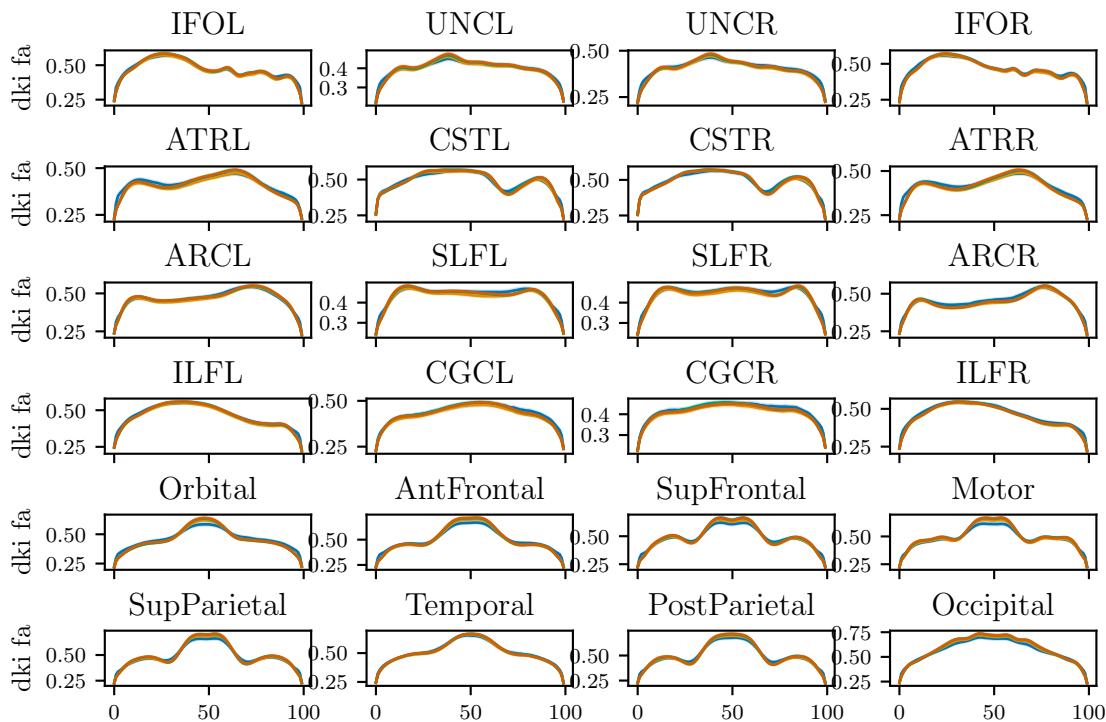 IFOL UNCL UNCR IFOR
dki fa 0.50 0.25 0.4 0.3 0.50 0.25 0.50 0.25
ATRL CSTL CSTR ATRR
dki fa 0.50 0.25 0.50 0.25 0.50 0.25 0.50 0.25
ARCL SLFL SLFR ARCR
dki fa 0.50 0.25 0.4 0.3 0.4 0.3 0.50 0.25
ILFL CGCL CGCR ILFR
dki fa 0.50 0.25 0.50 0.25 0.4 0.3 0.50 0.25
Orbital AntFrontal SupFrontal Motor
dki fa 0.50 0.25 0.50 0.25 0.50 0.25 0.50 0.25
SupParietal Temporal PostParietal Occipital
dki fa 0.50 0.25 0.50 0.25 0.50 0.25 0.75 0.50 0.25
0 50 100 0 50 100 0 50 100 0 50 100